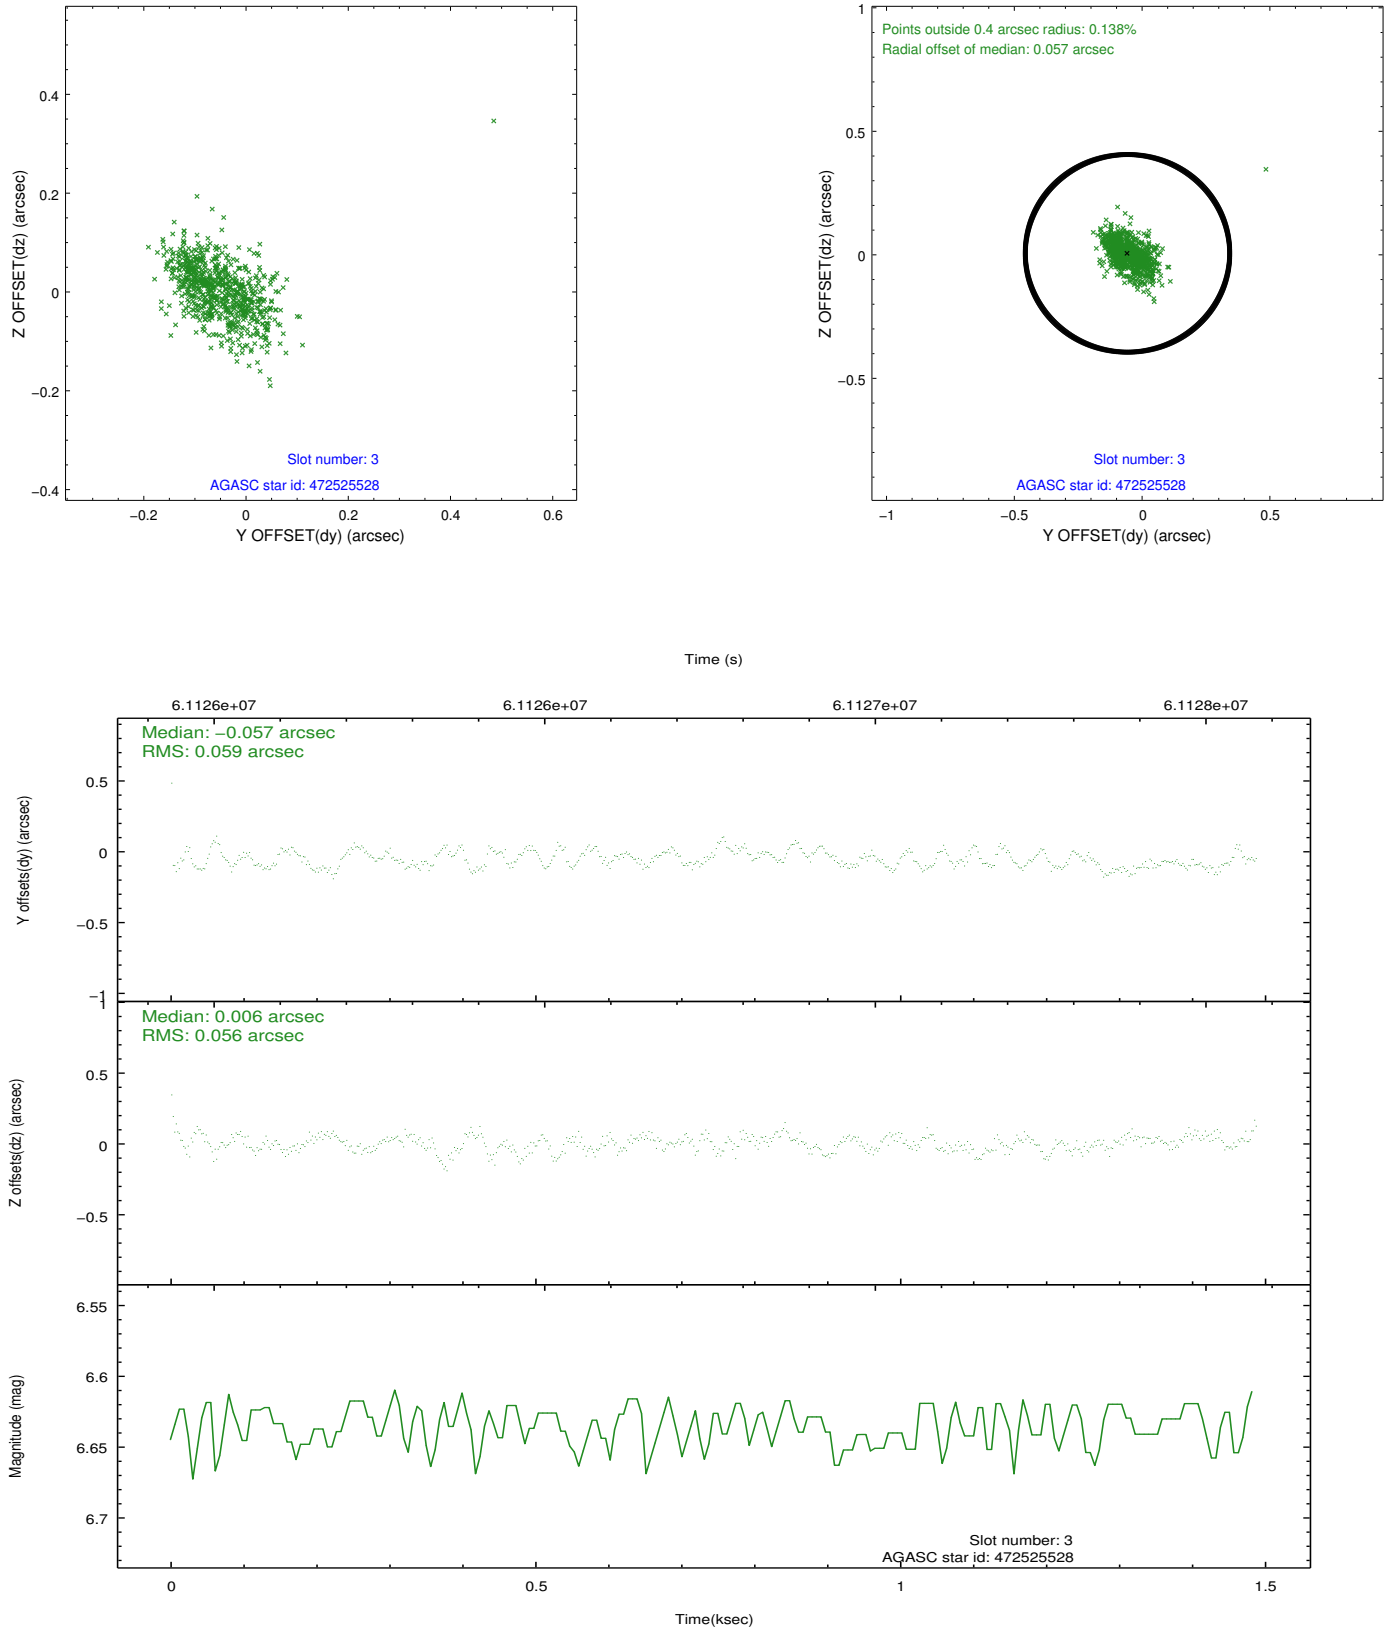 0.4
0.2
0
−0.2
−0.4
Z OFFSET(dz) (arcsec)
Slot number: 3
AGASC star id: 472525528
−0.2 0 0.2 0.4 0.6
Y OFFSET(dy) (arcsec)
1
0.5
0
−0.5
Z OFFSET(dz) (arcsec)
Points outside 0.4 arcsec radius: 0.138%
Radial offset of median: 0.057 arcsec
Slot number: 3
AGASC star id: 472525528
−1 −0.5 0 0.5
Y OFFSET(dy) (arcsec)
Time (s)
6.1126e+07 6.1126e+07 6.1127e+07 6.1128e+07
Median: −0.057 arcsec
RMS: 0.059 arcsec
0.5
0
−0.5
−1
Y offsets(dy) (arcsec)
Median: 0.006 arcsec
RMS: 0.056 arcsec
1
0.5
0
−0.5
Z offsets(dz) (arcsec)
6.55
6.6
6.65
6.7
Magnitude (mag)
Slot number: 3
AGASC star id: 472525528
0 0.5 1 1.5
Time(ksec)